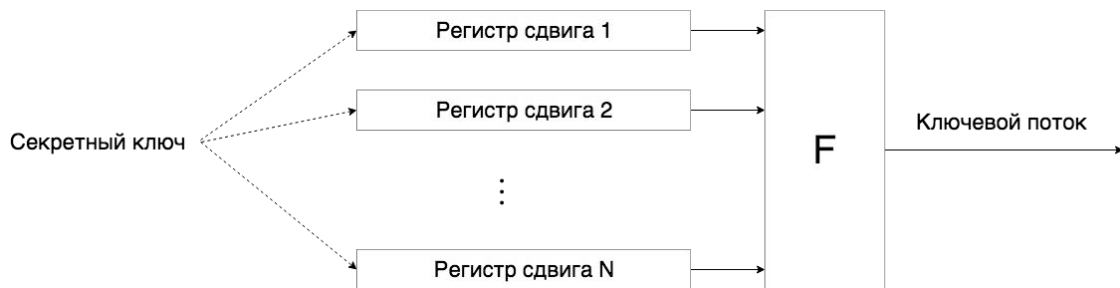 Регистр сдвига 1
Регистр сдвига 2
Секретный ключ
Ключевой поток
F
⋮
Регистр сдвига N